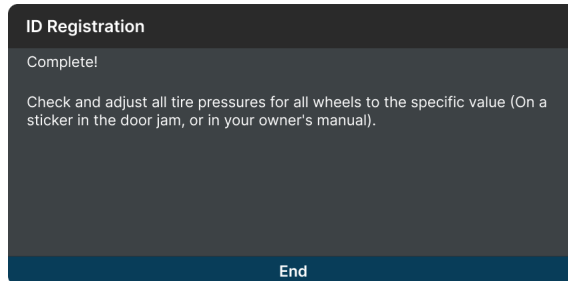 ID Registration
Complete!
Check and adjust all tire pressures for all wheels to the specific value (On a
sticker in the door jam, or in your owner's manual).
End